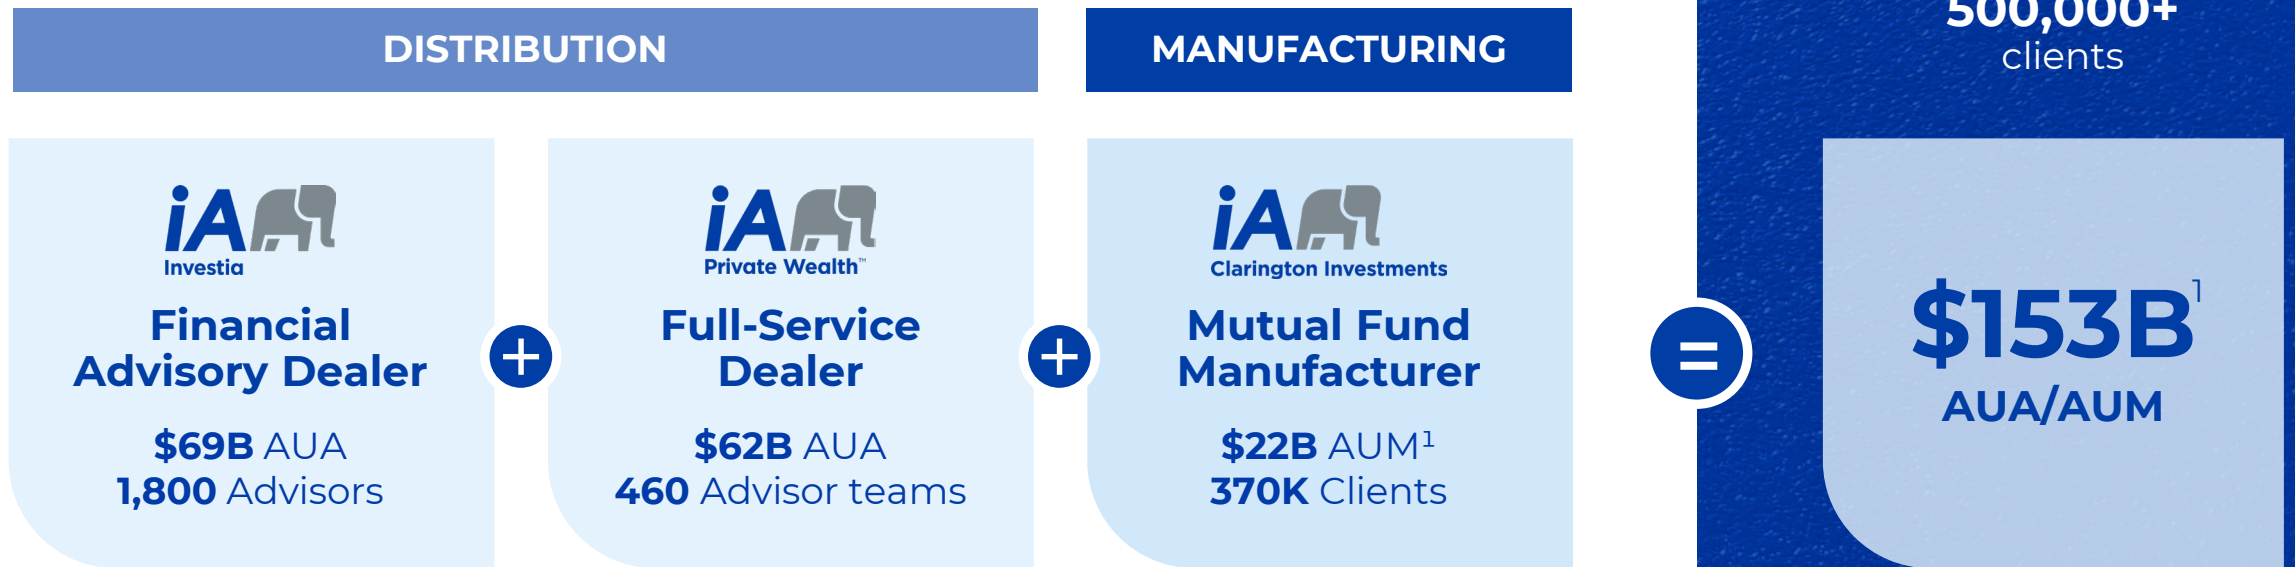 DISTRIBUTION
MANUFACTURING
500,000+
clients
iA
Investia
Financial
Advisory Dealer
$69B AUA
1,800 Advisors
+
iA
Private Wealth™
Full-Service
Dealer
$62B AUA
460 Advisor teams
+
iA
Clarington Investments
Mutual Fund
Manufacturer
$22B AUM¹
370K Clients
=
$153B¹
AUA/AUM